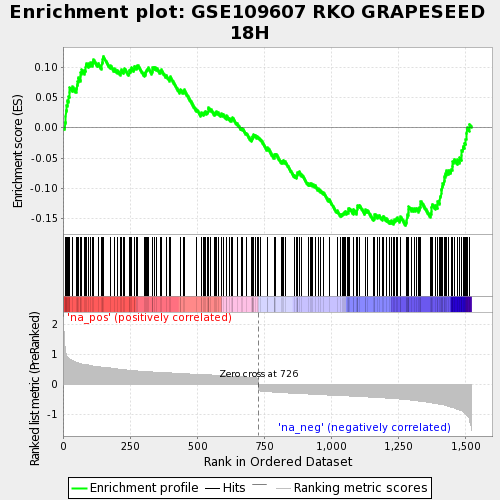 Enrichment plot: GSE109607 RKO GRAPESEED
18H
Enrichment score (ES)
0.10
0.05
0.00
-0.05
-0.10
-0.15
'na_pos' (positively correlated)
Ranked list metric (PreRanked)
2
1
0
-1
Zero cross at 726
'na_neg' (negatively correlated)
0
250
500
750
1,000
1,250
1,500
Rank in Ordered Dataset
Enrichment profile
Hits
Ranking metric scores